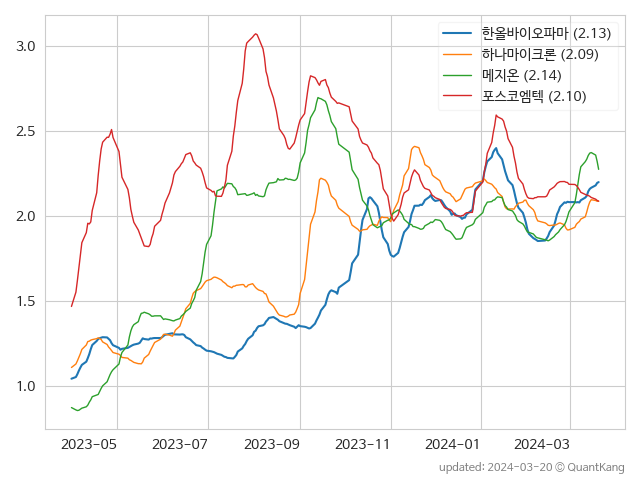 3.0
2.5
2.0
1.5
1.0
한올바이오파마 (2.13)
하나마이크론 (2.09)
메지온 (2.14)
포스코엠텍 (2.10)
2023-05 2023-07 2023-09 2023-11 2024-01 2024-03
updated: 2024-03-20 © QuantKang